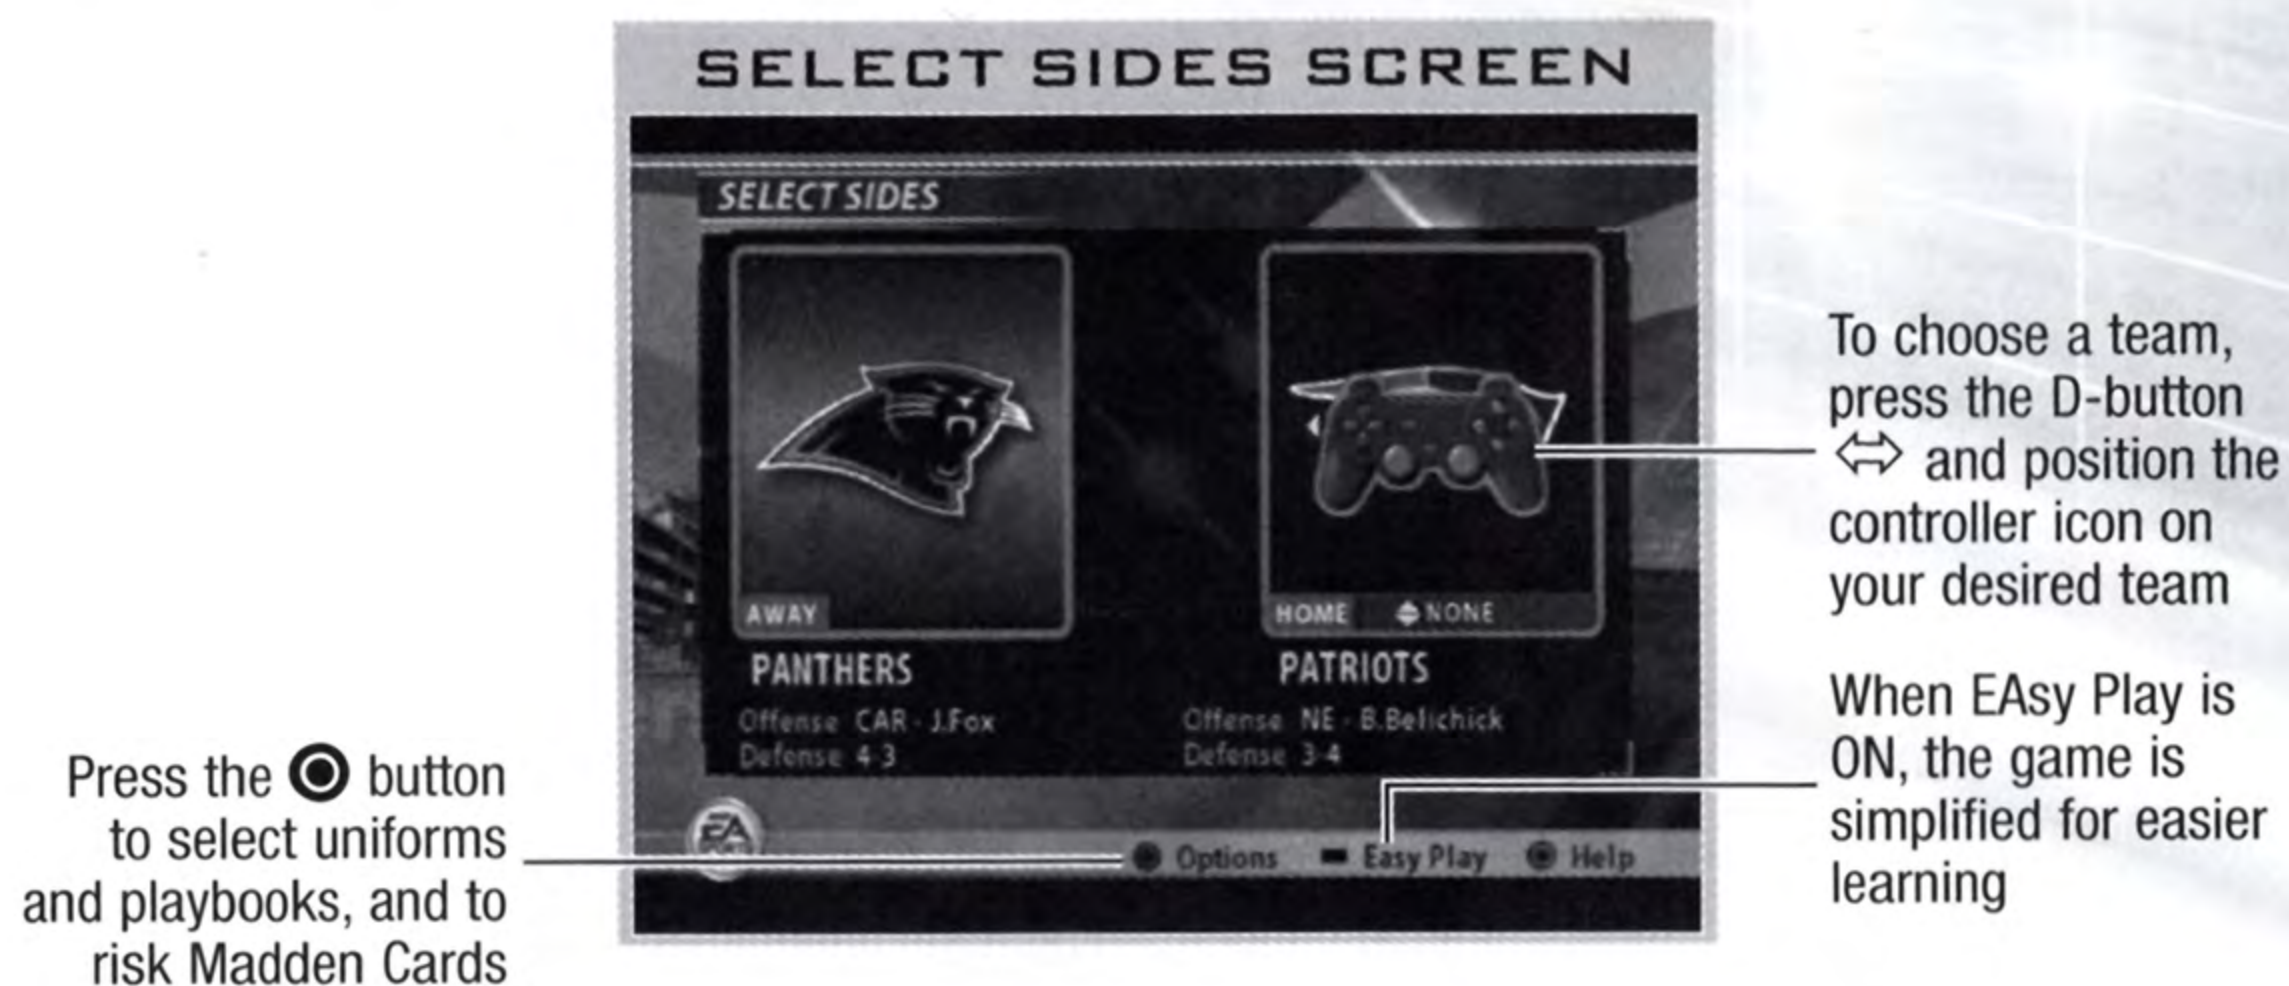 SELECT SIDES SCREEN
SELECT SIDES
AWAY
HOME NONE
PANTHERS
PATRIOTS
Offense CAR - J.Fox
Defense 4-3
Offense NE - B.Belichick
Defense 3-4
EA
Options Easy Play Help
To choose a team,
press the D-button
⇔ and position the
controller icon on
your desired team
When EAsy Play is
ON, the game is
simplified for easier
learning
Press the button
to select uniforms
and playbooks, and to
risk Madden Cards